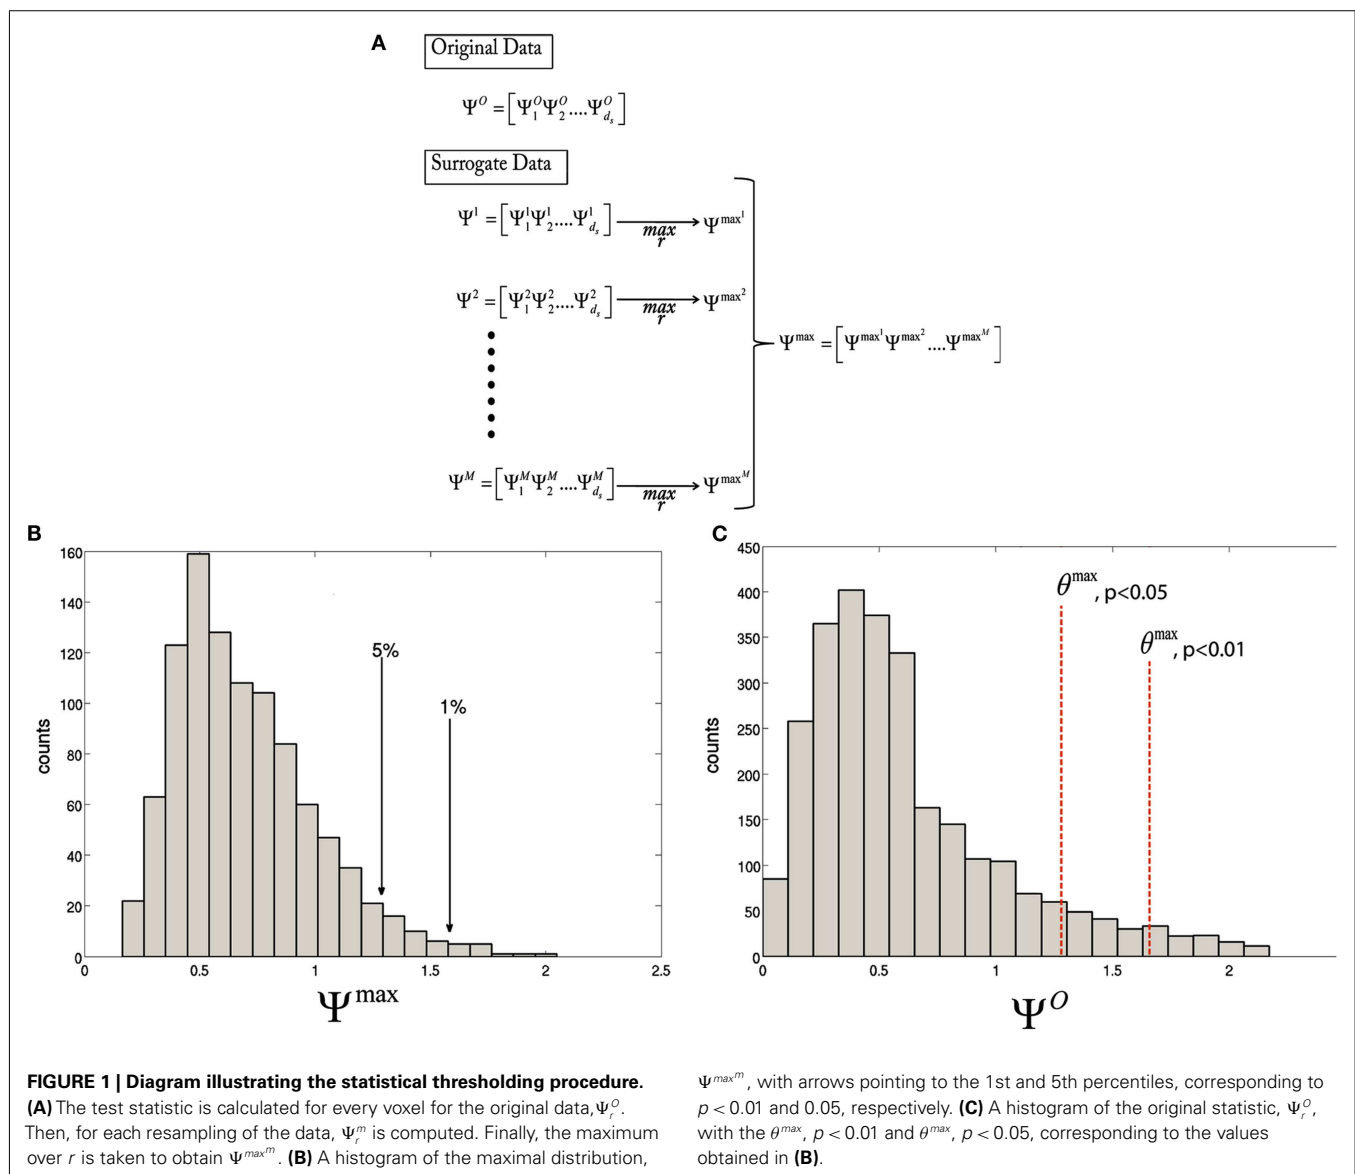 A
Original Data
Ψ^O = [Ψ_1^O Ψ_2^O .... Ψ_{d_s}^O]
Surrogate Data
Ψ^1 = [Ψ_1^1 Ψ_2^1 .... Ψ_{d_s}^1] max r Ψ^{max^1}
Ψ^2 = [Ψ_1^2 Ψ_2^2 .... Ψ_{d_s}^2] max r Ψ^{max^2}
Ψ^max = [Ψ^{max^1} Ψ^{max^2} .... Ψ^{max^M}]
Ψ^M = [Ψ_1^M Ψ_2^M .... Ψ_{d_s}^M] max r Ψ^{max^M}
B
160
140
120
100
80
60
40
20
0
counts
5%
1%
0 0.5 1 1.5 2 2.5
Ψ^max
C
450
400
350
300
250
200
150
100
50
0
counts
θ^max, p<0.05
θ^max, p<0.01
0 0.5 1 1.5 2
Ψ^O
FIGURE 1 | Diagram illustrating the statistical thresholding procedure.
(A) The test statistic is calculated for every voxel for the original data,Ψ_r^O.
Then, for each resampling of the data, Ψ_r^m is computed. Finally, the maximum
over r is taken to obtain Ψ^{max^m}. (B) A histogram of the maximal distribution,
Ψ^{max^m}, with arrows pointing to the 1st and 5th percentiles, corresponding to
p < 0.01 and 0.05, respectively. (C) A histogram of the original statistic, Ψ_r^O,
with the θ^max, p < 0.01 and θ^max, p < 0.05, corresponding to the values
obtained in (B).